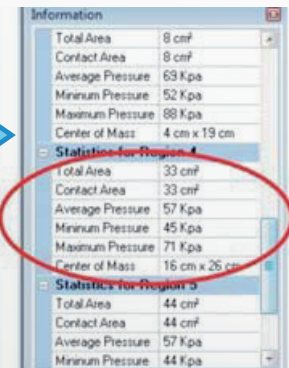 Information
Total Area 8 cm²
Contact Area 8 cm²
Average Pressure 69 Kpa
Mininum Pressure 52 Kpa
Maximum Pressure 88 Kpa
Center of Mass 4 cm x 19 cm
Statistics for Region 4
Total Area 33 cm²
Contact Area 33 cm²
Average Pressure 57 Kpa
Mininum Pressure 45 Kpa
Maximum Pressure 71 Kpa
Center of Mass 16 cm x 26 cm
Statistics for Region 5
Total Area 44 cm²
Contact Area 44 cm²
Average Pressure 57 Kpa
Mininum Pressure 44 Kpa